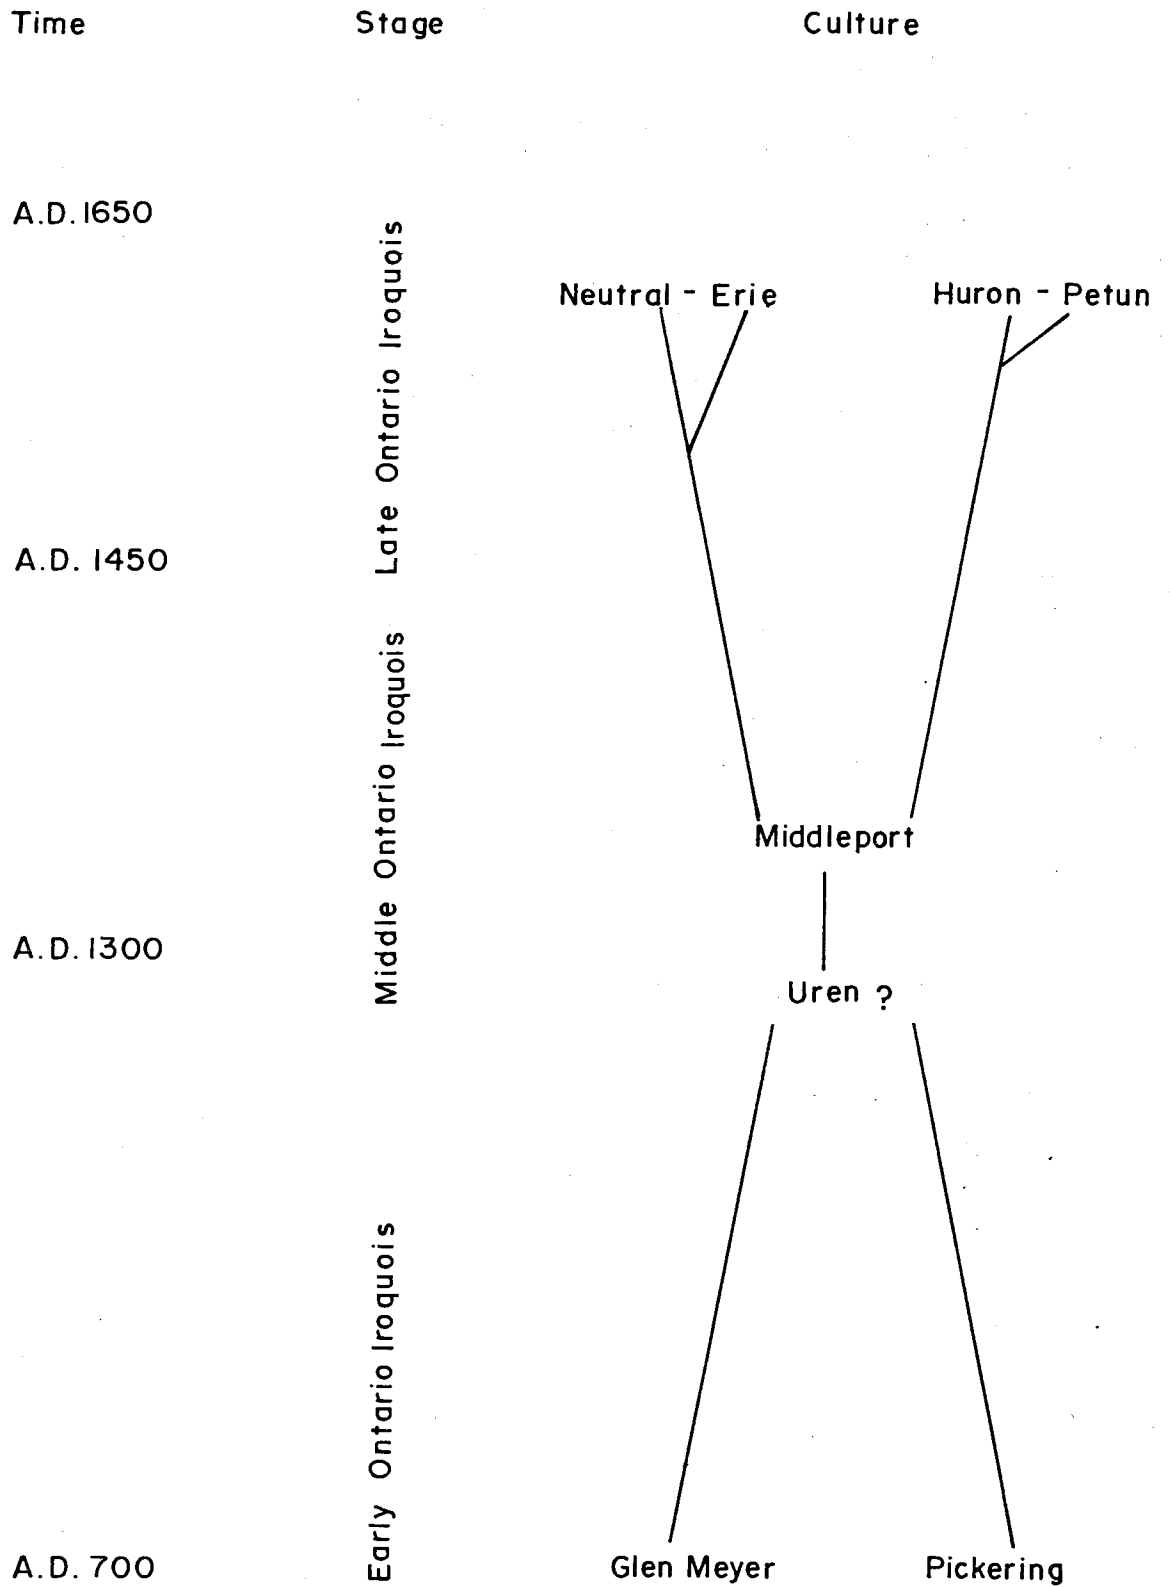 Time Stage Culture
A.D. 1650
Late Ontario Iroquois
Neutral - Erie
Huron - Petun
A.D. 1450
Middle Ontario Iroquois
Middleport
A.D. 1300
Uren ?
Early Ontario Iroquois
A.D. 700
Glen Meyer
Pickering